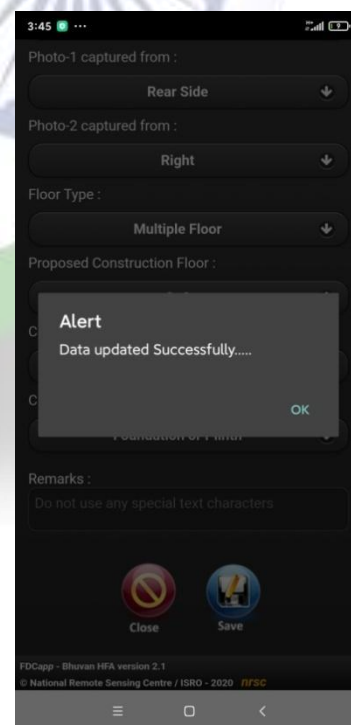 3:45
Photo-1 captured from :
Rear Side
Photo-2 captured from :
Right
Floor Type :
Multiple Floor
Proposed Construction Floor :
Alert
Data updated Successfully.....
OK
Foundation or Plinth
Remarks :
Do not use any special text characters
Close
Save
FDCapp - Bhuvan HFA version 2.1
© National Remote Sensing Centre / ISRO - 2020 nrsc